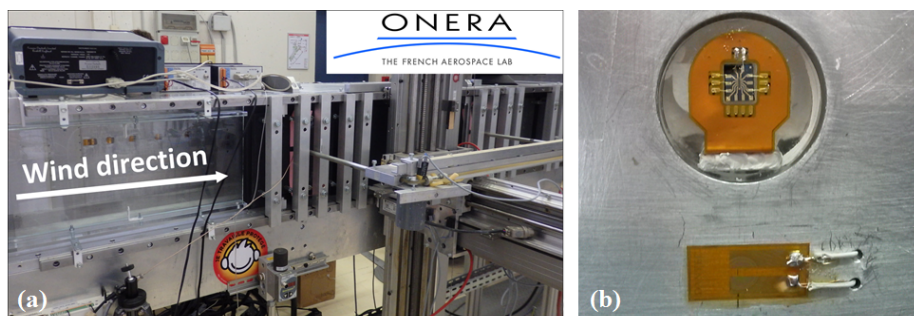 ONERA
THE FRENCH AEROSPACE LAB
Wind direction
(a)
(b)